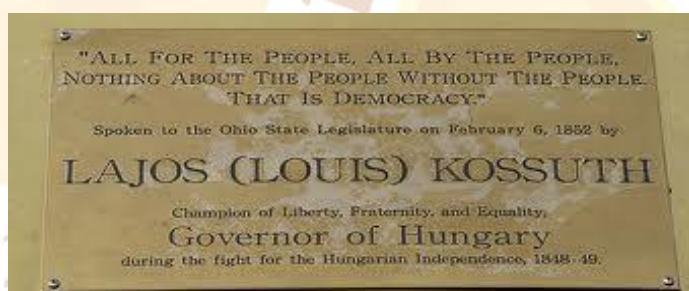 "ALL FOR THE PEOPLE, ALL BY THE PEOPLE,
NOTHING ABOUT THE PEOPLE WITHOUT THE PEOPLE.
THAT IS DEMOCRACY."
Spoken to the Ohio State Legislature on February 6, 1852 by
LAJOS (LOUIS) KOSSUTH
Champion of Liberty, Fraternity, and Equality,
Governor of Hungary
during the fight for the Hungarian Independence, 1848-49.